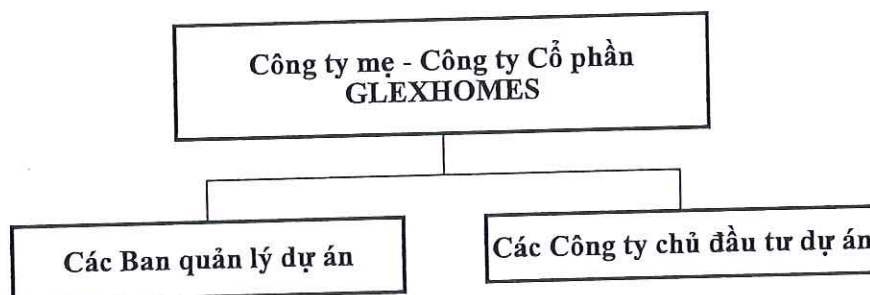 Công ty mẹ - Công ty Cổ phần
GLEXHOMES
Các Ban quản lý dự án
Các Công ty chủ đầu tư dự án